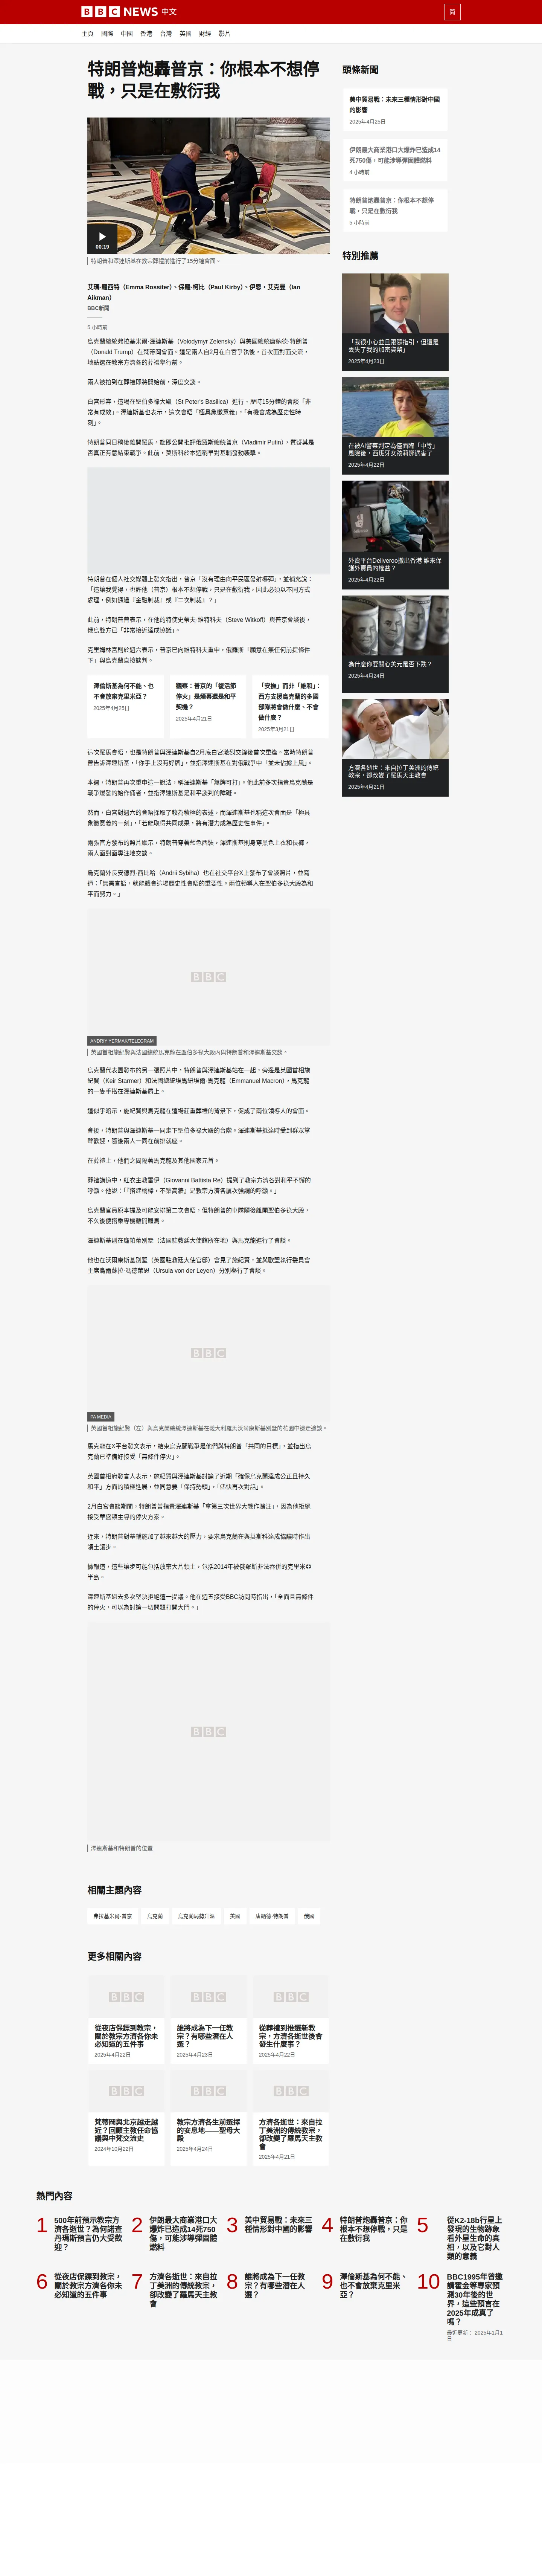 BBC NEWS 中文
简
主頁 國際 中國 香港 台灣 英國 財經 影片
特朗普炮轟普京：你根本不想停
戰，只是在敷衍我
00:19
特朗普和澤連斯基在教宗葬禮前進行了15分鐘會面。
艾瑪·羅西特（Emma Rossiter）、保羅·柯比（Paul Kirby）、伊恩・艾克曼（Ian
Aikman）
BBC新聞
5 小時前
烏克蘭總統弗拉基米爾·澤連斯基（Volodymyr Zelensky）與美國總統唐納德·特朗普
（Donald Trump）在梵蒂岡會面。這是兩人自2月在白宮爭執後，首次面對面交流，
地點選在教宗方濟各的葬禮舉行前。
兩人被拍到在葬禮即將開始前，深度交談。
白宮形容，這場在聖伯多祿大殿（St Peter's Basilica）進行、歷時15分鐘的會談「非
常有成效」。澤連斯基也表示，這次會晤「極具象徵意義」，「有機會成為歷史性時
刻」。
特朗普同日稍後離開羅馬，旋即公開批評俄羅斯總統普京（Vladimir Putin），質疑其是
否真正有意結束戰爭。此前，莫斯科於本週稍早對基輔發動襲擊。
特朗普在個人社交媒體上發文指出，普京「沒有理由向平民區發射導彈」，並補充說：
「這讓我覺得，也許他（普京）根本不想停戰，只是在敷衍我，因此必須以不同方式
處理，例如通過『金融制裁』或『二次制裁』？」
此前，特朗普曾表示，在他的特使史蒂夫·維特科夫（Steve Witkoff）與普京會談後，
俄烏雙方已「非常接近達成協議」。
克里姆林宮則於週六表示，普京已向維特科夫重申，俄羅斯「願意在無任何前提條件
下」與烏克蘭直接談判。
澤倫斯基為何不能、也
不會放棄克里米亞？
2025年4月25日
觀察：普京的「復活節
停火」是煙幕還是和平
契機？
2025年4月21日
「安撫」而非「維和」：
西方支援烏克蘭的多國
部隊將會做什麼、不會
做什麼？
2025年3月21日
這次羅馬會晤，也是特朗普與澤連斯基自2月底白宮激烈交鋒後首次重逢。當時特朗普
曾告訴澤連斯基，「你手上沒有好牌」，並指澤連斯基在對俄戰爭中「並未佔據上風」。
本週，特朗普再次重申這一說法，稱澤連斯基「無牌可打」。他此前多次指責烏克蘭是
戰爭爆發的始作俑者，並指澤連斯基是和平談判的障礙。
然而，白宮對週六的會晤採取了較為積極的表述，而澤連斯基也稱這次會面是「極具
象徵意義的一刻」，「若能取得共同成果，將有潛力成為歷史性事件」。
兩張官方發布的照片顯示，特朗普穿著藍色西裝，澤連斯基則身穿黑色上衣和長褲，
兩人面對面專注地交談。
烏克蘭外長安德烈·西比哈（Andrii Sybiha）也在社交平台X上發布了會談照片，並寫
道：「無需言語，就能體會這場歷史性會晤的重要性。兩位領導人在聖伯多祿大殿為和
平而努力。」
BBC
ANDRIY YERMAK/TELEGRAM
英國首相施紀賢與法國總統馬克龍在聖伯多祿大殿內與特朗普和澤連斯基交談。
烏克蘭代表團發布的另一張照片中，特朗普與澤連斯基站在一起，旁邊是英國首相施
紀賢（Keir Starmer）和法國總統埃馬紐埃爾·馬克龍（Emmanuel Macron），馬克龍
的一隻手搭在澤連斯基肩上。
這似乎暗示，施紀賢與馬克龍在這場莊重葬禮的背景下，促成了兩位領導人的會面。
會後，特朗普與澤連斯基一同走下聖伯多祿大殿的台階。澤連斯基抵達時受到群眾掌
聲歡迎，隨後兩人一同在前排就座。
在葬禮上，他們之間隔著馬克龍及其他國家元首。
葬禮講道中，紅衣主教雷伊（Giovanni Battista Re）提到了教宗方濟各對和平不懈的
呼籲。他說：「『搭建橋樑，不築高牆』是教宗方濟各屢次強調的呼籲。」
烏克蘭官員原本提及可能安排第二次會晤，但特朗普的車隊隨後離開聖伯多祿大殿，
不久後便搭乘專機離開羅馬。
澤連斯基則在龐帕蒂別墅（法國駐教廷大使館所在地）與馬克龍進行了會談。
他也在沃爾康斯基別墅（英國駐教廷大使官邸）會見了施紀賢，並與歐盟執行委員會
主席烏爾蘇拉·馮德萊恩（Ursula von der Leyen）分別舉行了會談。
BBC
PA MEDIA
英國首相施紀賢（左）與烏克蘭總統澤連斯基在義大利羅馬沃爾康斯基別墅的花園中邊走邊談。
馬克龍在X平台發文表示，結束烏克蘭戰爭是他們與特朗普「共同的目標」，並指出烏
克蘭已準備好接受「無條件停火」。
英國首相府發言人表示，施紀賢與澤連斯基討論了近期「確保烏克蘭達成公正且持久
和平」方面的積極進展，並同意要「保持勢頭」，「儘快再次對話」。
2月白宮會談期間，特朗普曾指責澤連斯基「拿第三次世界大戰作賭注」，因為他拒絕
接受華盛頓主導的停火方案。
近來，特朗普對基輔施加了越來越大的壓力，要求烏克蘭在與莫斯科達成協議時作出
領土讓步。
據報道，這些讓步可能包括放棄大片領土，包括2014年被俄羅斯非法吞併的克里米亞
半島。
澤連斯基過去多次堅決拒絕這一提議。他在週五接受BBC訪問時指出，「全面且無條件
的停火，可以為討論一切問題打開大門。」
BBC
澤連斯基和特朗普的位置
相關主題內容
弗拉基米爾·普京 烏克蘭 烏克蘭局勢升溫 美國 唐納德·特朗普 俄國
更多相關內容
BBC BBC BBC
從夜店保鏢到教宗，
關於教宗方濟各你未
必知道的五件事
2025年4月22日
誰將成為下一任教
宗？有哪些潛在人
選？
2025年4月23日
從葬禮到推選新教
宗，方濟各逝世後會
發生什麼事？
2025年4月22日
BBC BBC BBC
梵蒂岡與北京越走越
近？回顧主教任命協
議與中梵交流史
2024年10月22日
教宗方濟各生前選擇
的安息地——聖母大
殿
2025年4月24日
方濟各逝世：來自拉
丁美洲的傳統教宗，
卻改變了羅馬天主教
會
2025年4月21日
頭條新聞
美中貿易戰：未來三種情形對中國
的影響
2025年4月25日
伊朗最大商業港口大爆炸已造成14
死750傷，可能涉導彈固體燃料
4 小時前
特朗普炮轟普京：你根本不想停
戰，只是在敷衍我
5 小時前
特別推薦
「我很小心並且跟隨指引，但還是
丟失了我的加密貨幣」
2025年4月23日
在被AI警察判定為僅面臨「中等」
風險後，西班牙女孩莉娜遇害了
2025年4月22日
外賣平台Deliveroo撤出香港 誰來保
護外賣員的權益？
2025年4月22日
為什麼你要關心美元是否下跌？
2025年4月24日
方濟各逝世：來自拉丁美洲的傳統
教宗，卻改變了羅馬天主教會
2025年4月21日
熱門內容
1 500年前預示教宗方
濟各逝世？為何諾查
丹瑪斯預言仍大受歡
迎？
2 伊朗最大商業港口大
爆炸已造成14死750
傷，可能涉導彈固體
燃料
3 美中貿易戰：未來三
種情形對中國的影響
4 特朗普炮轟普京：你
根本不想停戰，只是
在敷衍我
5 從K2-18b行星上
發現的生物跡象
看外星生命的真
相，以及它對人
類的意義
6 從夜店保鏢到教宗，
關於教宗方濟各你未
必知道的五件事
7 方濟各逝世：來自拉
丁美洲的傳統教宗，
卻改變了羅馬天主教
會
8 誰將成為下一任教
宗？有哪些潛在人
選？
9 澤倫斯基為何不能、
也不會放棄克里米
亞？
10 BBC1995年曾邀
請霍金等專家預
測30年後的世
界，這些預言在
2025年成真了
嗎？
最近更新： 2025年1月1
日